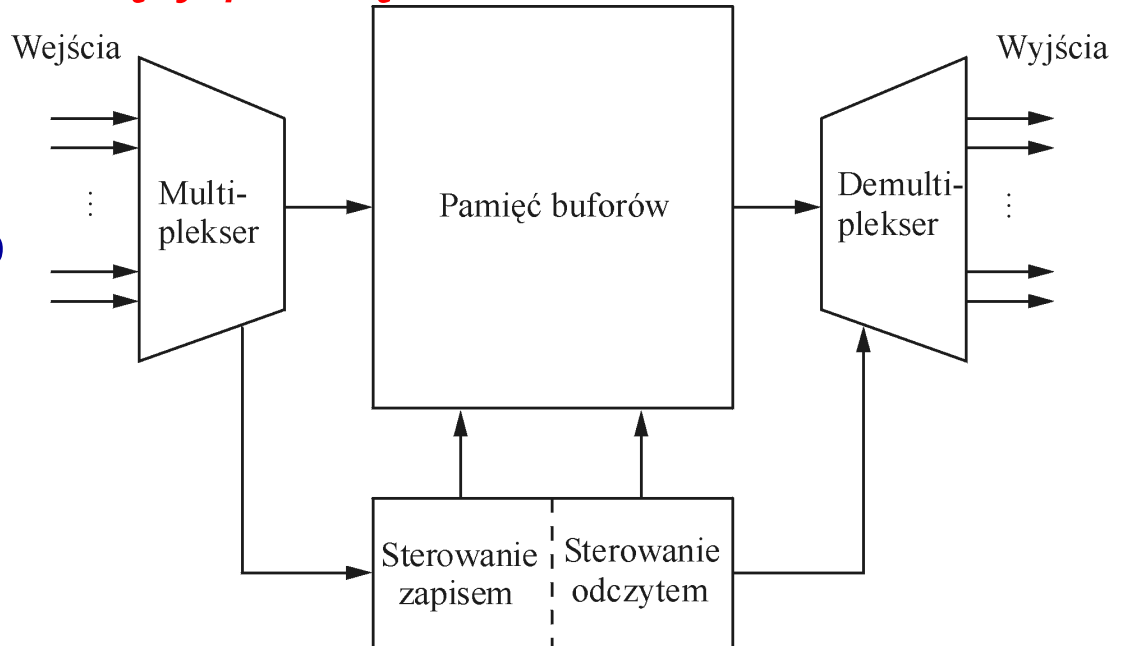 Wejścia
Wyjścia
Multi-
plekser
Pamięć buforów
Demulti-
plekser
Sterowanie
zapisem
Sterowanie
odczytem